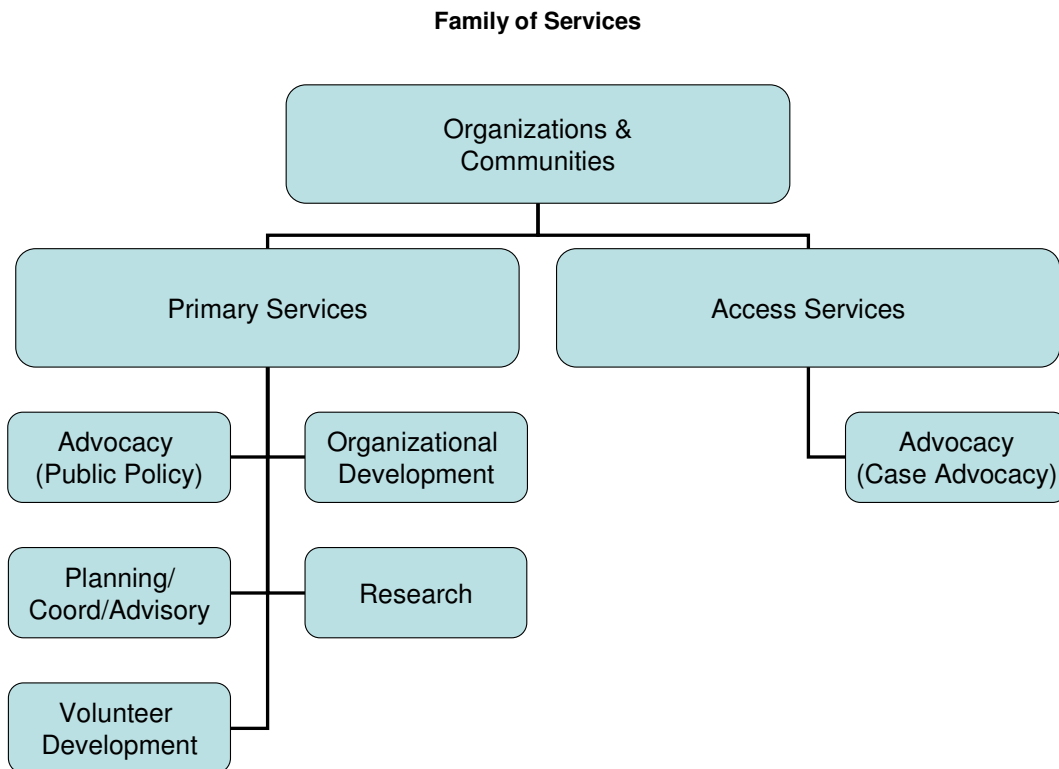 Family of Services
Organizations &
Communities
Primary Services
Access Services
Advocacy
(Public Policy)
Organizational
Development
Advocacy
(Case Advocacy)
Planning/
Coord/Advisory
Research
Volunteer
Development